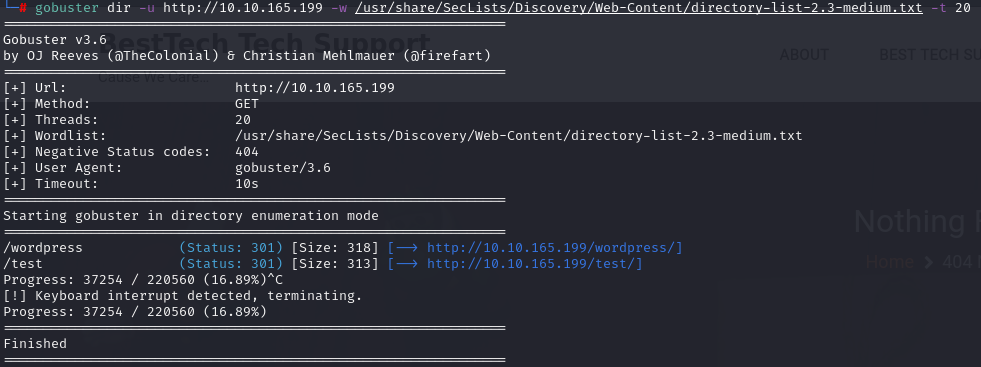 └─# gobuster dir -u http://10.10.165.199 -w /usr/share/SecLists/Discovery/Web-Content/directory-list-2.3-medium.txt -t 20
===============================================================
Gobuster v3.6
BestTech Tech Support
by OJ Reeves (@TheColonial) & Christian Mehlmauer (@firefart)
ABOUT
BEST TECH SU
===============================================================
Cause We Care...
[+] Url: http://10.10.165.199
[+] Method: GET
[+] Threads: 20
[+] Wordlist: /usr/share/SecLists/Discovery/Web-Content/directory-list-2.3-medium.txt
[+] Negative Status codes: 404
[+] User Agent: gobuster/3.6
[+] Timeout: 10s
===============================================================
Starting gobuster in directory enumeration mode
===============================================================
Nothing F
/wordpress (Status: 301) [Size: 318] [--> http://10.10.165.199/wordpress/]
/test (Status: 301) [Size: 313] [--> http://10.10.165.199/test/]
Home > 404
Progress: 37254 / 220560 (16.89%)^C
[!] Keyboard interrupt detected, terminating.
Progress: 37254 / 220560 (16.89%)
===============================================================
Finished
===============================================================